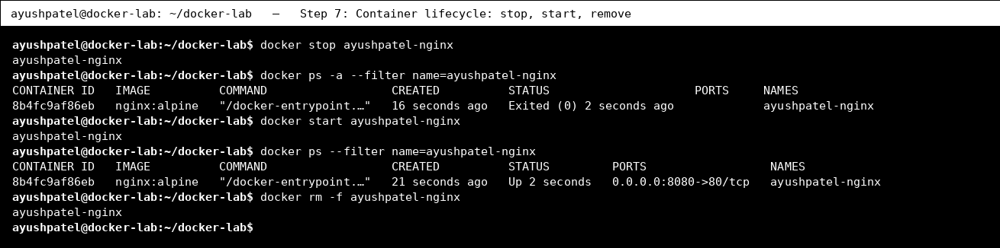 ayushpatel@docker-lab: ~/docker-lab — Step 7: Container lifecycle: stop, start, remove
ayushpatel@docker-lab:~/docker-lab$ docker stop ayushpatel-nginx
ayushpatel-nginx
ayushpatel@docker-lab:~/docker-lab$ docker ps -a --filter name=ayushpatel-nginx
CONTAINER ID   IMAGE          COMMAND                  CREATED          STATUS                     PORTS     NAMES
8b4fc9af86eb   nginx:alpine   "/docker-entrypoint.…"   16 seconds ago   Exited (0) 2 seconds ago             ayushpatel-nginx
ayushpatel@docker-lab:~/docker-lab$ docker start ayushpatel-nginx
ayushpatel-nginx
ayushpatel@docker-lab:~/docker-lab$ docker ps --filter name=ayushpatel-nginx
CONTAINER ID   IMAGE          COMMAND                  CREATED          STATUS         PORTS                  NAMES
8b4fc9af86eb   nginx:alpine   "/docker-entrypoint.…"   21 seconds ago   Up 2 seconds   0.0.0.0:8080->80/tcp   ayushpatel-nginx
ayushpatel@docker-lab:~/docker-lab$ docker rm -f ayushpatel-nginx
ayushpatel-nginx
ayushpatel@docker-lab:~/docker-lab$